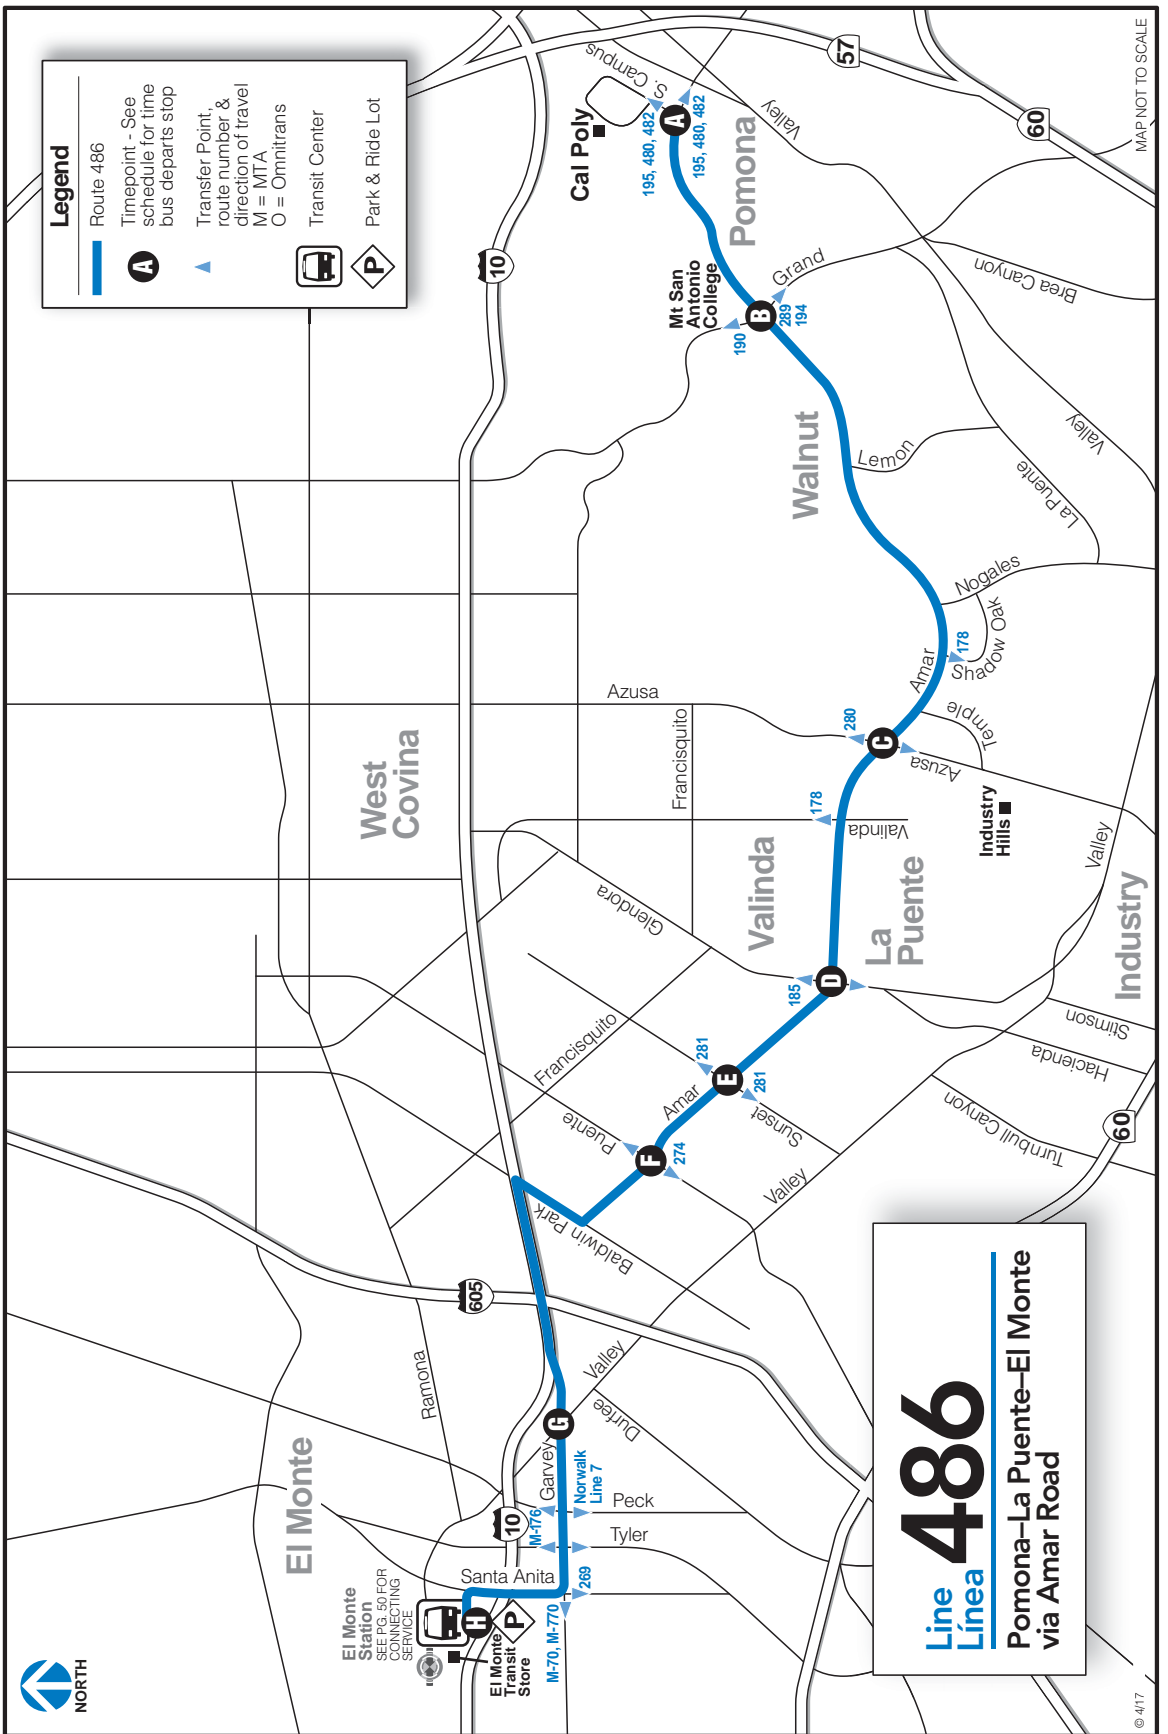 NORTH
El Monte
Station
SEE PG. 50 FOR
CONNECTING
SERVICE
El Monte
Transit
Store
H
P
M-70, M-770
269
Santa Anita
M-176
Norwalk
Line 7
Tyler
Peck
10
Garvey
G
El Monte
Ramona
Durfee
Valley
605
Baldwin Park
F
274
Puente
Amar
E
281
281
Sunset
Valley
Francisquito
Turnbull Canyon
60
Hacienda
Stimson
Industry
D
185
La
Puente
Valinda
Glendora
West
Covina
Valinda
178
Francisquito
Azusa
Industry
Hills
Valley
C
280
Azusa
Temple
Amar
178
Shadow Oak
Nogales
La Puente
Valley
Lemon
Walnut
B
190
289
194
Mt San
Antonio
College
Grand
Brea Canyon
10
Pomona
Valley
Cal Poly
A
195, 480, 482
195, 480, 482
S. Campus
57
60
Legend
Route 486
A
Timepoint - See
schedule for time
bus departs stop
Transfer Point,
route number &
direction of travel
M = MTA
O = Omnitrans
Transit Center
P
Park & Ride Lot
Line
Línea
486
Pomona–La Puente–El Monte
via Amar Road
© 4/17
MAP NOT TO SCALE